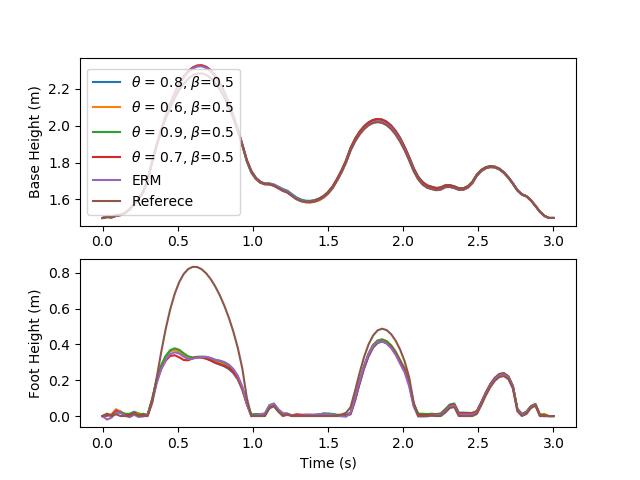 Base Height (m)
2.2
2.0
1.8
1.6
θ = 0.8, β=0.5
θ = 0.6, β=0.5
θ = 0.9, β=0.5
θ = 0.7, β=0.5
ERM
Referece
0.0 0.5 1.0 1.5 2.0 2.5 3.0
Foot Height (m)
0.8
0.6
0.4
0.2
0.0
0.0 0.5 1.0 1.5 2.0 2.5 3.0
Time (s)